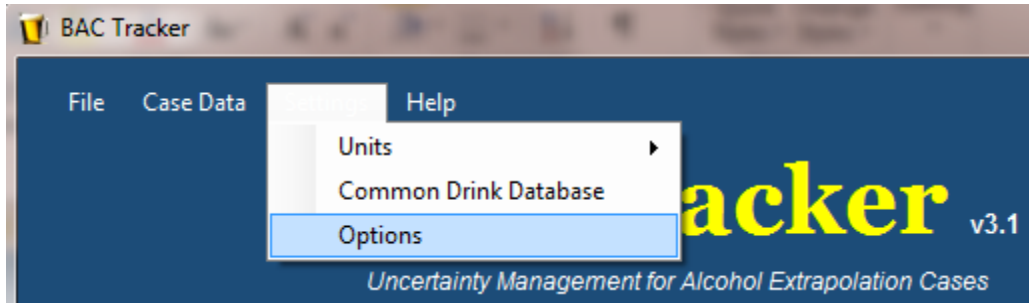 BAC Tracker
File Case Data Settings Help
Units
Common Drink Database
Options
acker v3.1
Uncertainty Management for Alcohol Extrapolation Cases